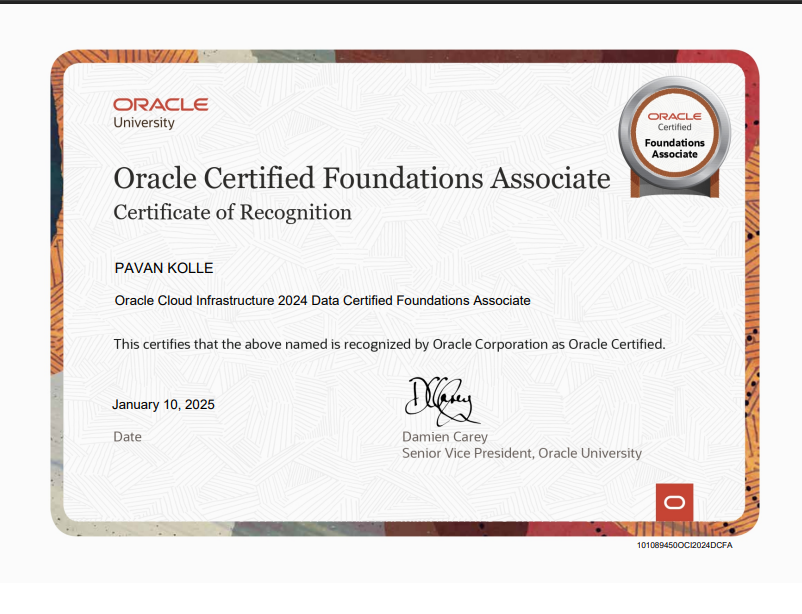 ORACLE
University
ORACLE
Certified
Foundations
Associate
Oracle Certified Foundations Associate
Certificate of Recognition
PAVAN KOLLE
Oracle Cloud Infrastructure 2024 Data Certified Foundations Associate
This certifies that the above named is recognized by Oracle Corporation as Oracle Certified.
January 10, 2025
Date
DCarey
Damien Carey
Senior Vice President, Oracle University
101089450OCI2024DCFA